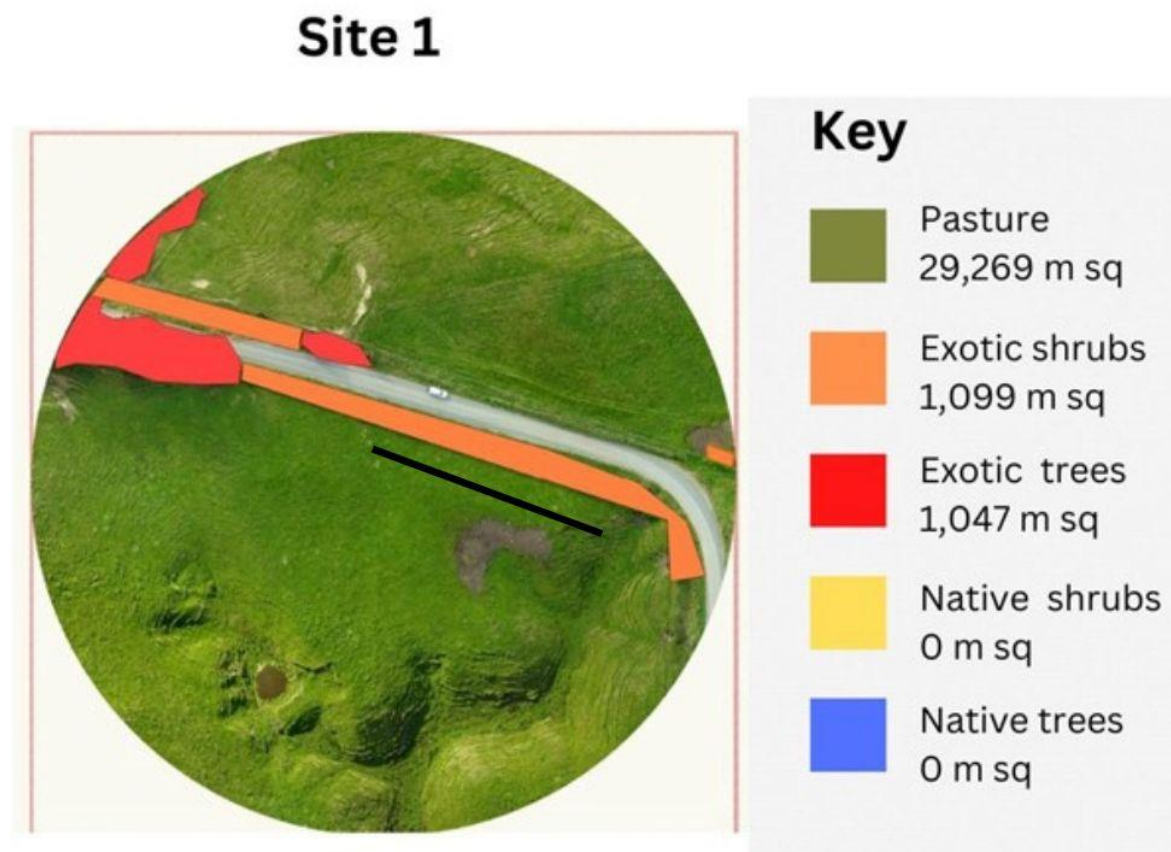 Site 1
Key
Pasture
29,269 m sq
Exotic shrubs
1,099 m sq
Exotic trees
1,047 m sq
Native shrubs
0 m sq
Native trees
0 m sq